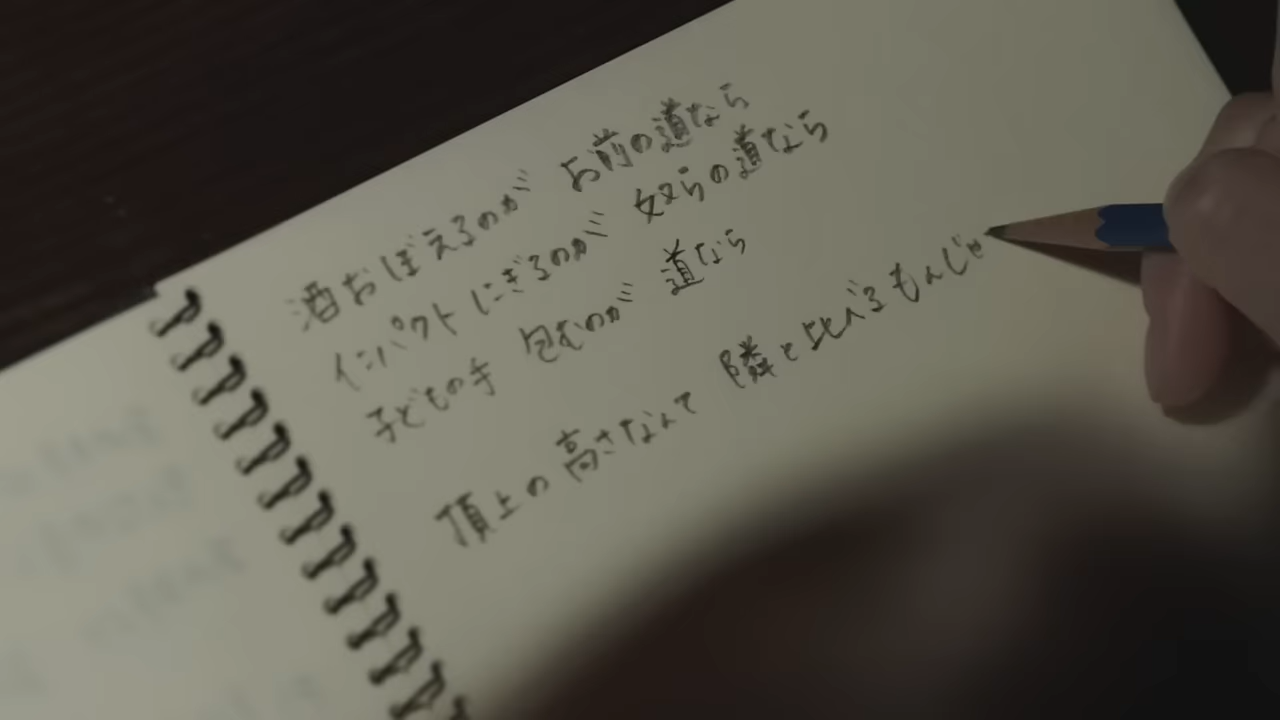 酒おぼえるのが お前の道なら
インパクトにぎるのが 奴らの道なら
子どもの手 包むのが 道なら
頂上の 高さなんて 隣と比べるもんじゃ